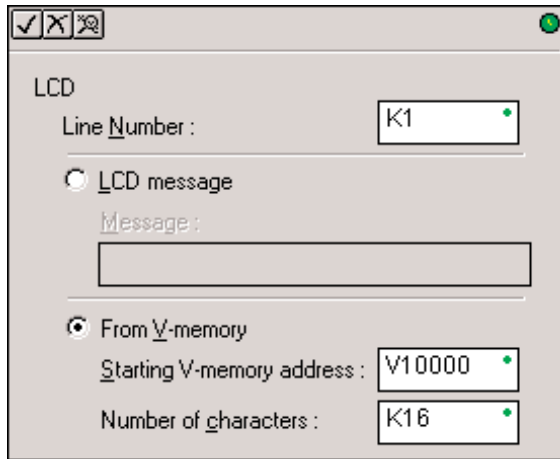 LCD
Line Number : K1
LCD message
Message :
From V-memory
Starting V-memory address : V10000
Number of characters : K16